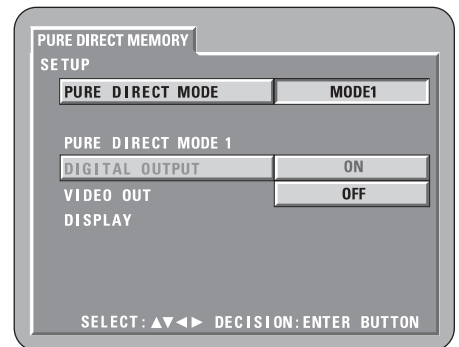 PURE DIRECT MEMORY
SETUP
PURE DIRECT MODE MODE1
PURE DIRECT MODE 1
DIGITAL OUTPUT ON
VIDEO OUT OFF
DISPLAY
SELECT:▲▼◄► DECISION:ENTER BUTTON